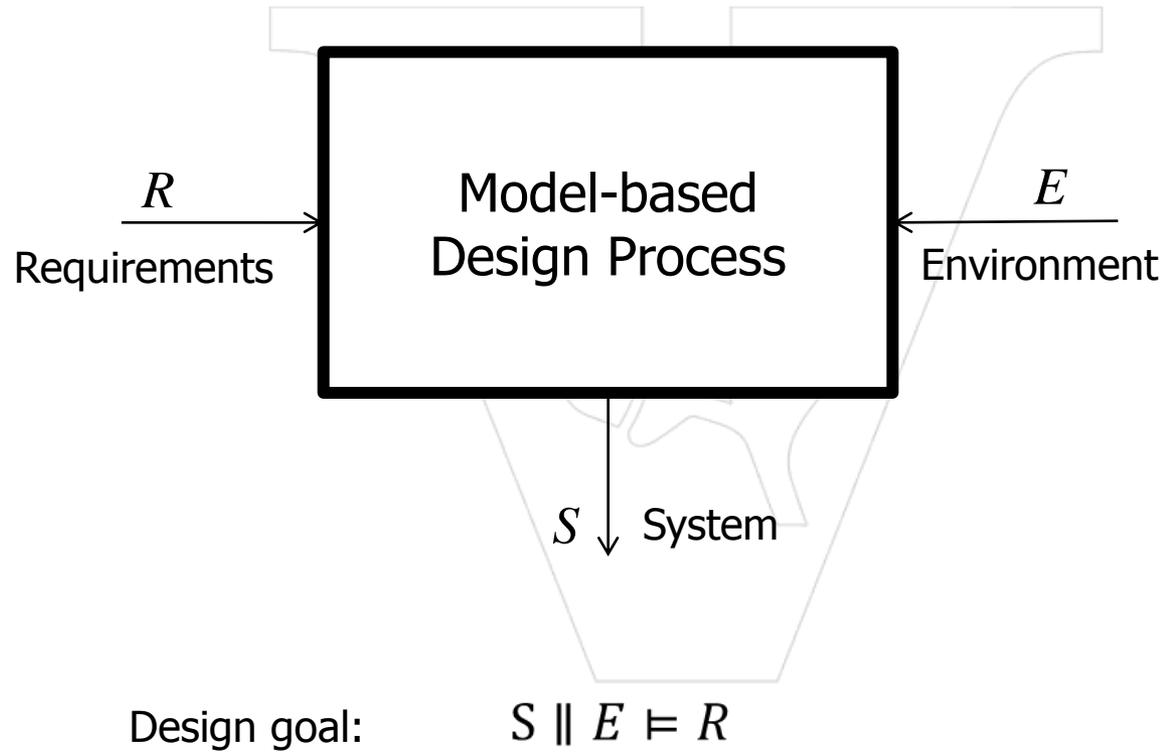 R
Requirements
Model-based
Design Process
E
Environment
S System
Design goal: S ∥ E ⊨ R